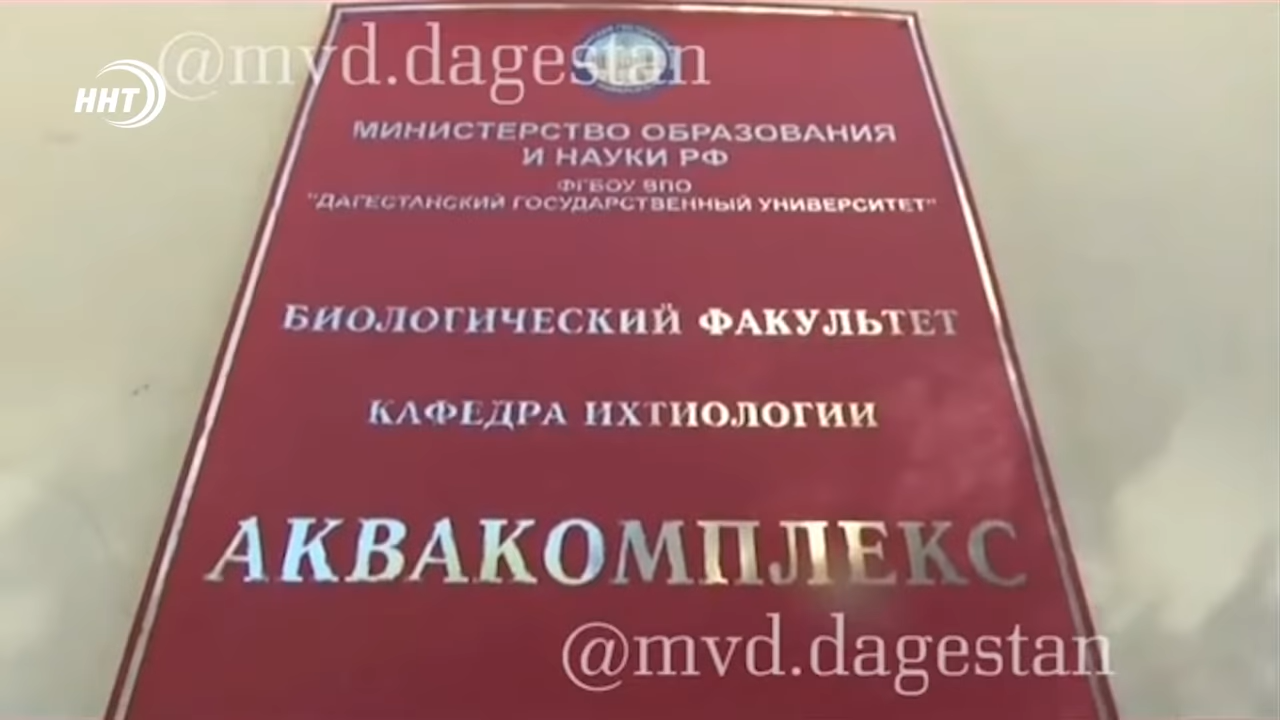 @mvd.dagestan
ННТ
МИНИСТЕРСТВО ОБРАЗОВАНИЯ
И НАУКИ РФ
ФГБОУ ВПО
"ДАГЕСТАНСКИЙ ГОСУДАРСТВЕННЫЙ УНИВЕРСИТЕТ"
БИОЛОГИЧЕСКИЙ ФАКУЛЬТЕТ
КАФЕДРА ИХТИОЛОГИИ
АКВАКОМПЛЕКС
@mvd.dagestan